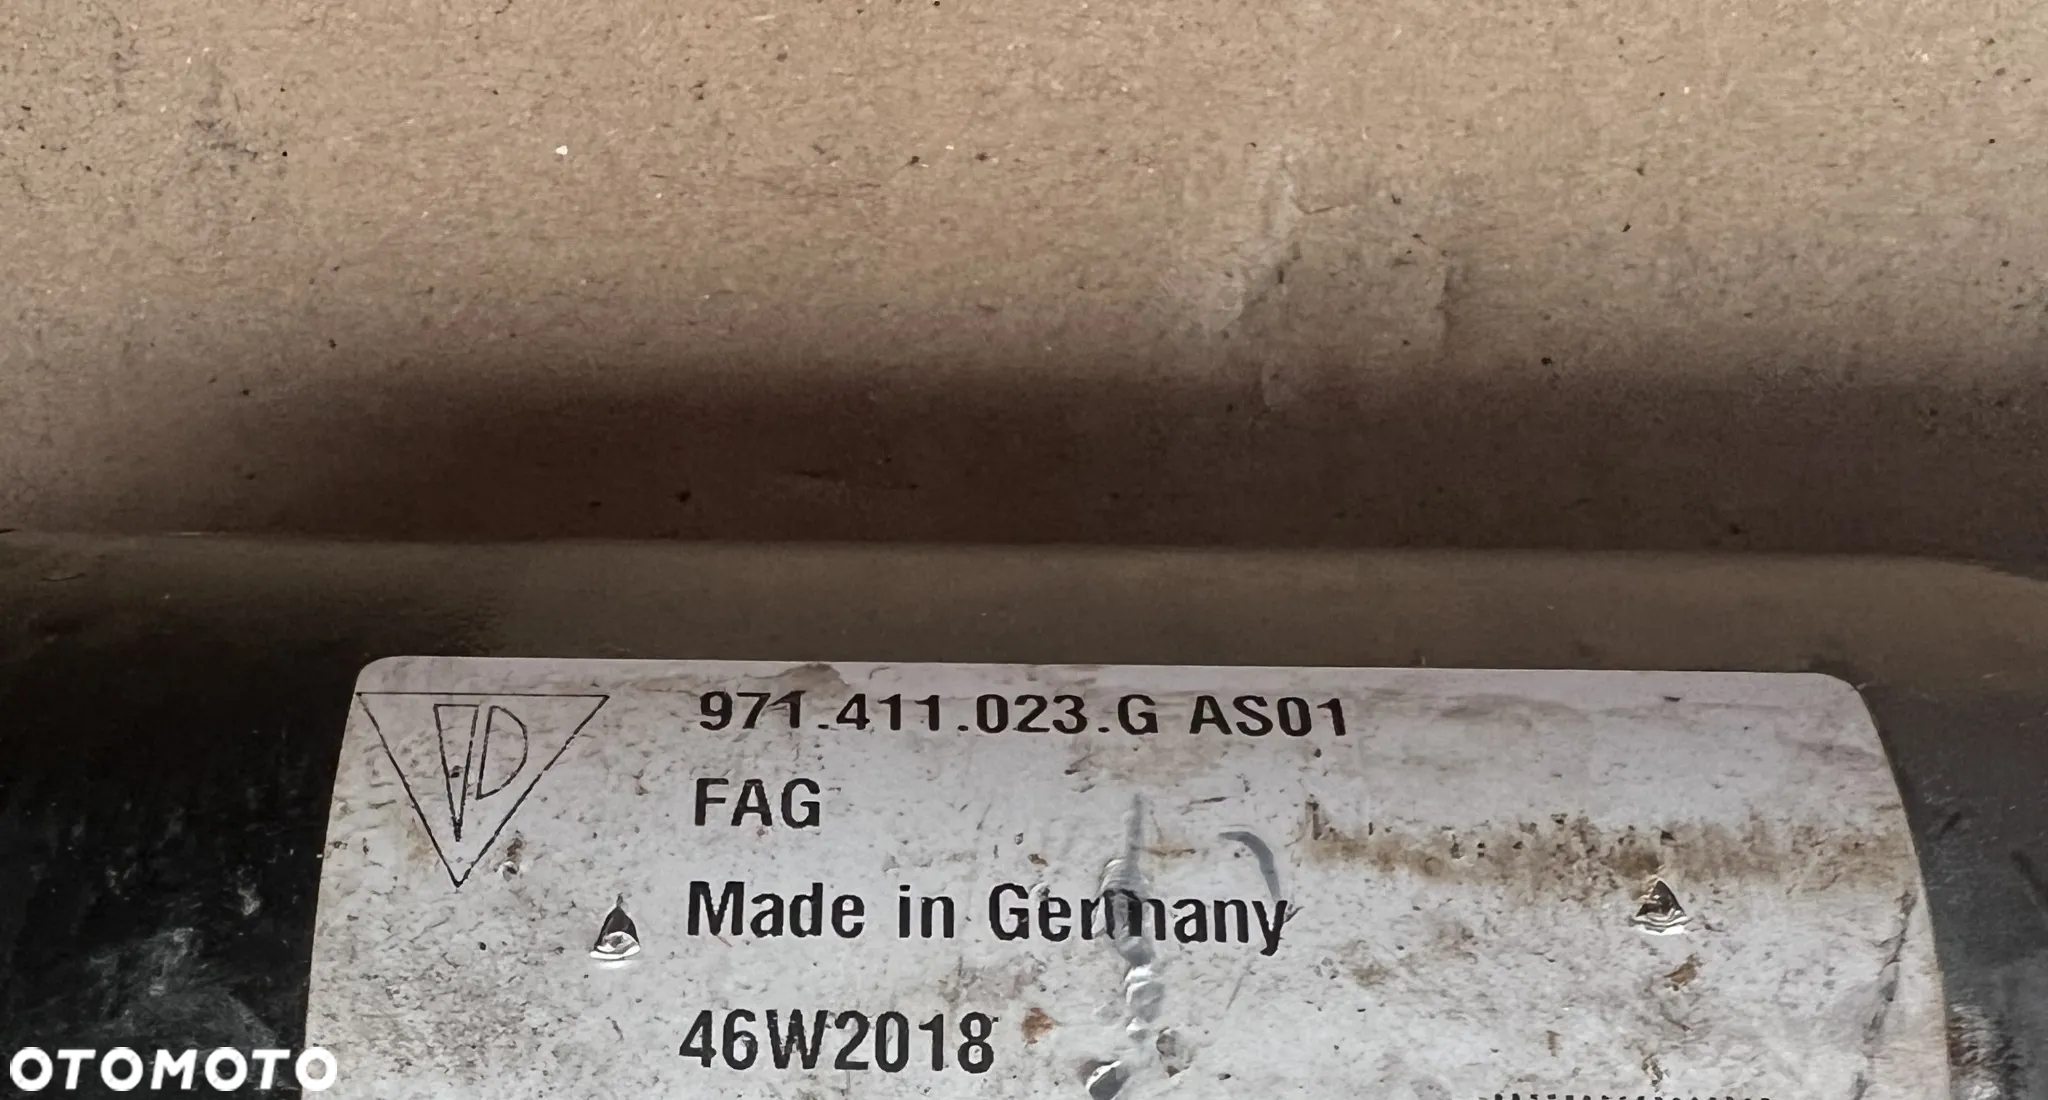 971.411.023.G AS01
FAG
Made in Germany
46W2018
OTOMOTO